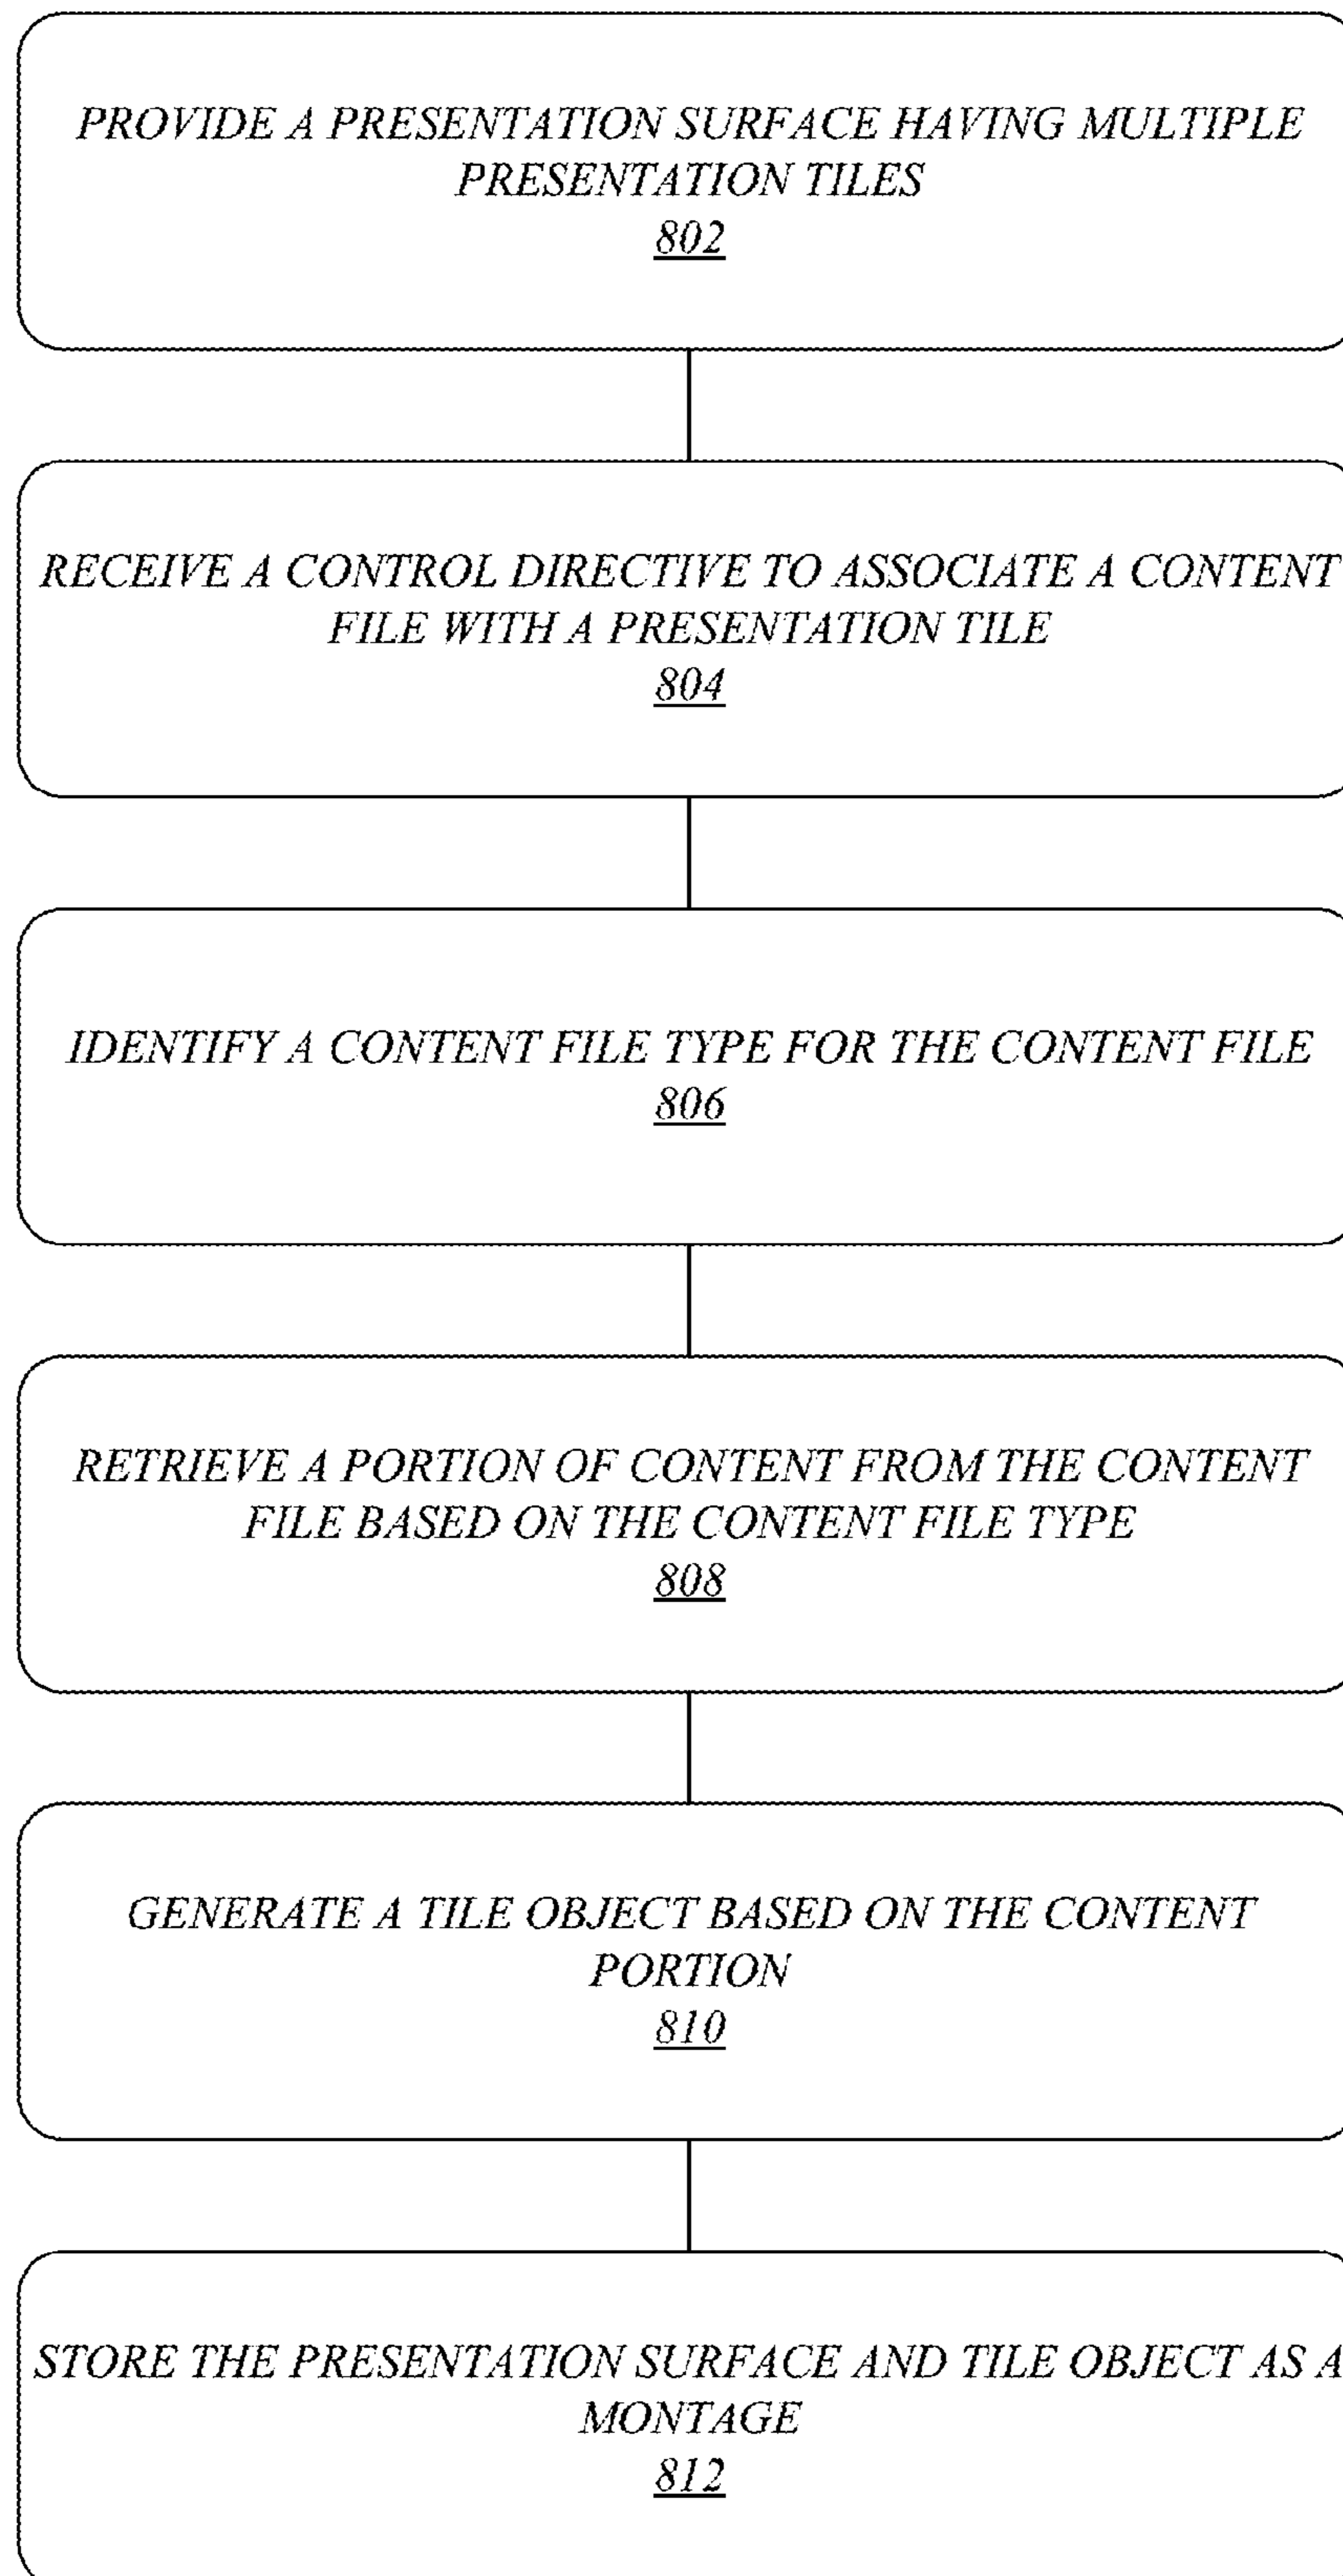 PROVIDE A PRESENTATION SURFACE HAVING MULTIPLE
PRESENTATION TILES
802
RECEIVE A CONTROL DIRECTIVE TO ASSOCIATE A CONTENT
FILE WITH A PRESENTATION TILE
804
IDENTIFY A CONTENT FILE TYPE FOR THE CONTENT FILE
806
RETRIEVE A PORTION OF CONTENT FROM THE CONTENT
FILE BASED ON THE CONTENT FILE TYPE
808
GENERATE A TILE OBJECT BASED ON THE CONTENT
PORTION
810
STORE THE PRESENTATION SURFACE AND TILE OBJECT AS A
MONTAGE
812